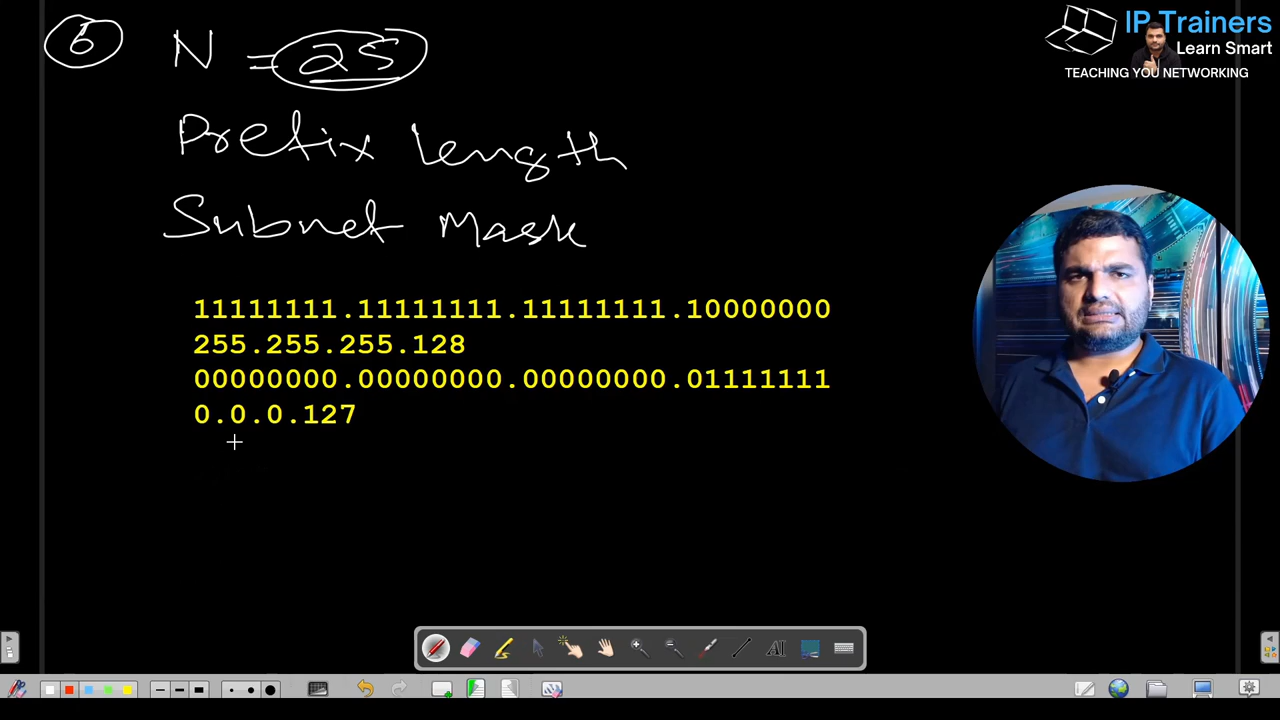 6 N = 25
IP Trainers
Learn Smart
TEACHING YOU NETWORKING
Prefix length
Subnet Mask
11111111.11111111.11111111.10000000
255.255.255.128
00000000.00000000.00000000.01111111
0.0.0.127
AI